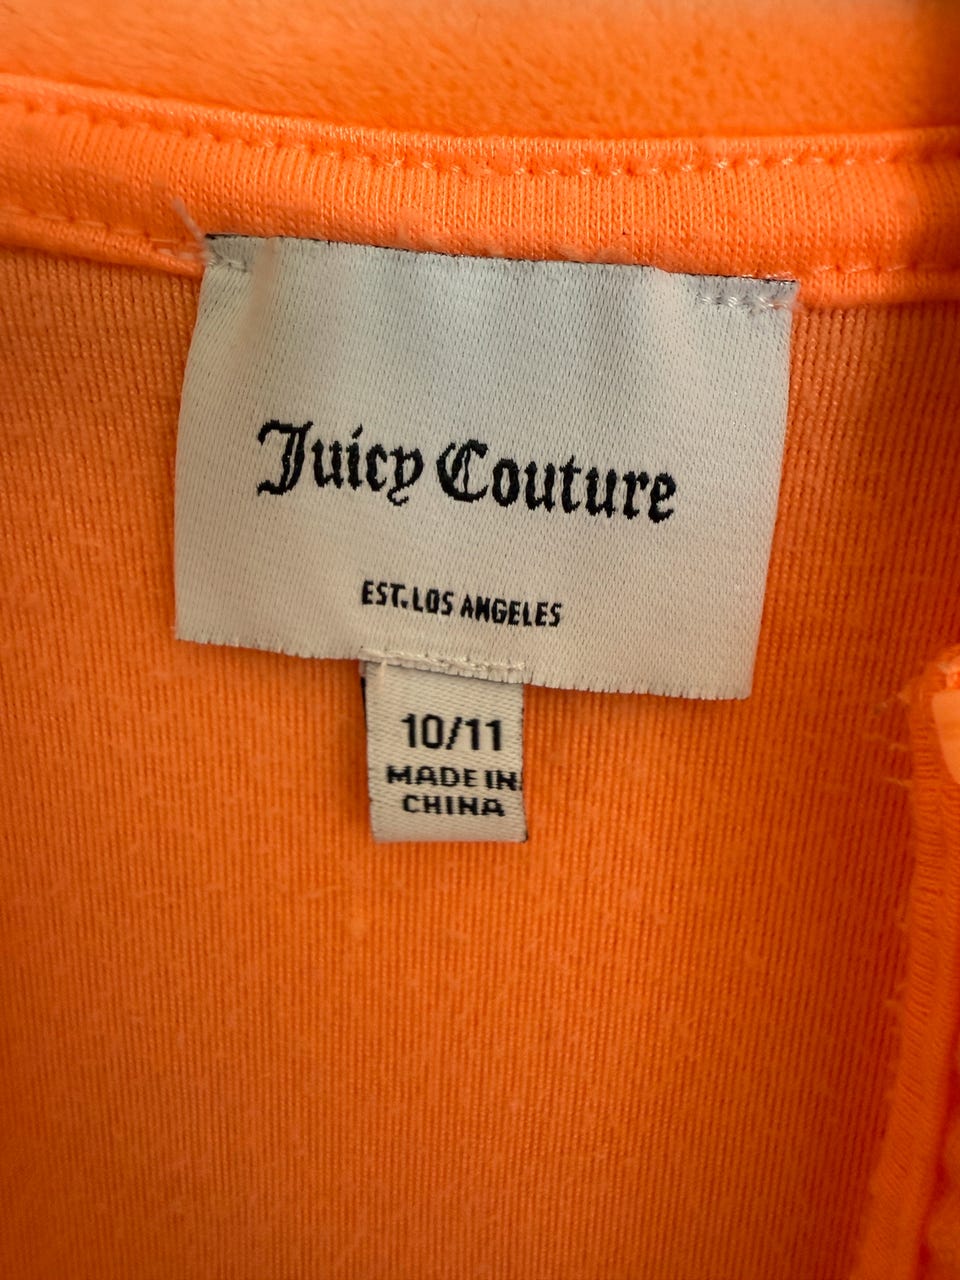 Juicy Couture
EST. LOS ANGELES
10/11
MADE IN
CHINA